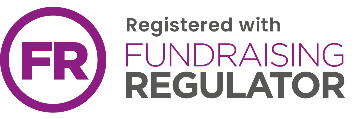 FR
Registered with
FUNDRAISING
REGULATOR